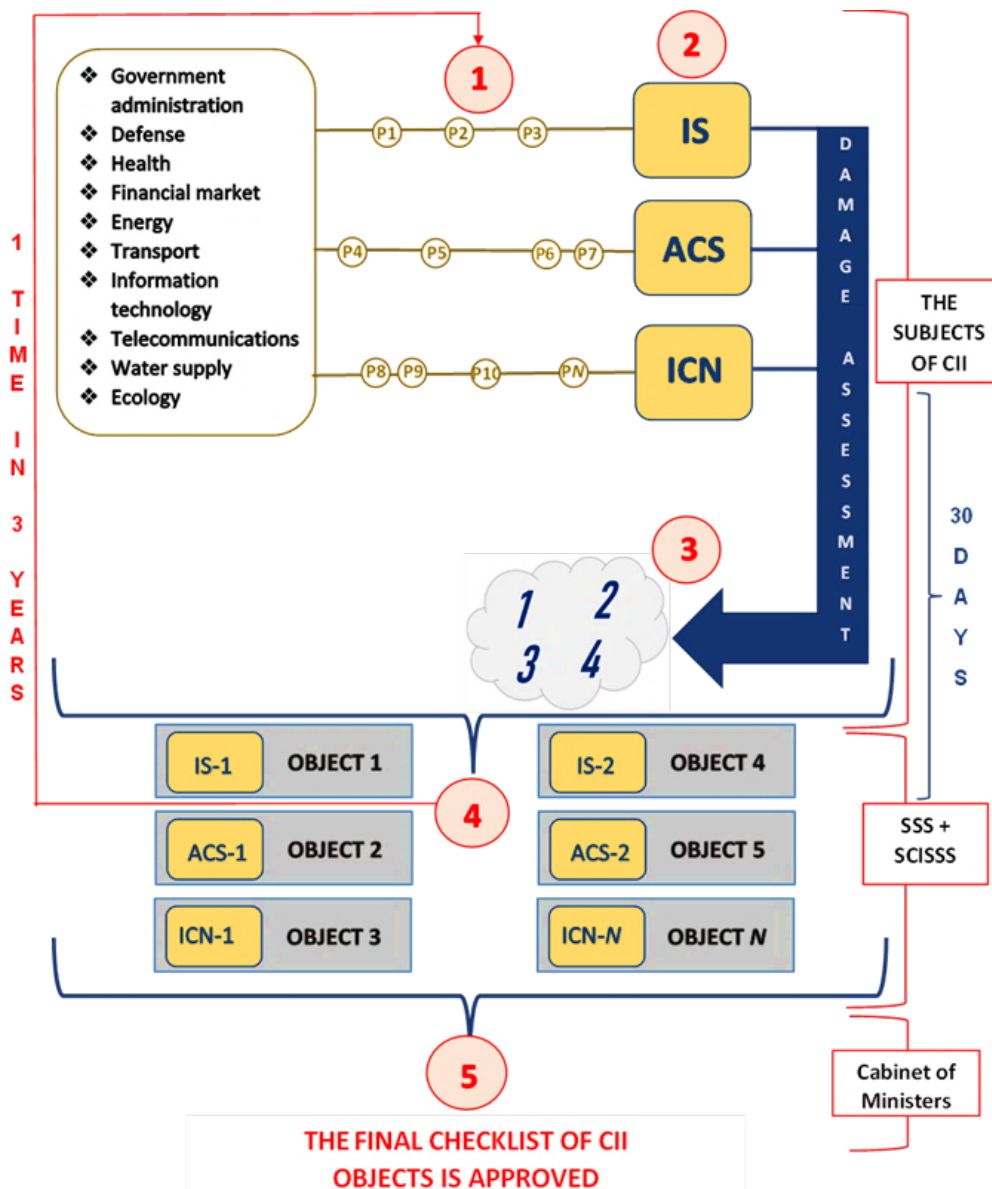 1
2
❖ Government
administration
❖ Defense
❖ Health
❖ Financial market
❖ Energy
❖ Transport
❖ Information
technology
❖ Telecommunications
❖ Water supply
❖ Ecology
P1 P2 P3
IS
P4 P5 P6 P7
ACS
P8 P9 P10 PN
ICN
DAMAGE ASSESSMENT
1 TIME IN 3 YEARS
THE
SUBJECTS
OF CII
30 DAYS
3
1 2
3 4
IS-1 OBJECT 1
IS-2 OBJECT 4
4
ACS-1 OBJECT 2
ACS-2 OBJECT 5
ICN-1 OBJECT 3
ICN-N OBJECT N
SSS +
SCISSS
5
Cabinet of
Ministers
THE FINAL CHECKLIST OF CII
OBJECTS IS APPROVED